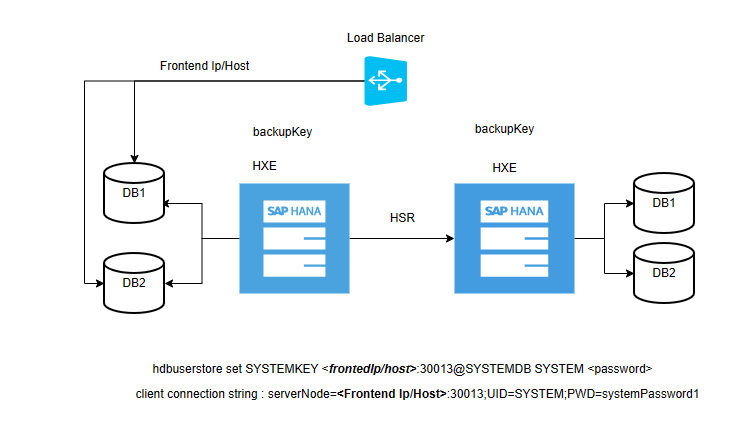 Load Balancer
Frontend Ip/Host
backupKey
backupKey
HXE
HXE
DB1
SAP HANA
SAP HANA
DB1
HSR
DB2
DB2
hdbuserstore set SYSTEMKEY <frontedIp/host>:30013@SYSTEMDB SYSTEM <password>
client connection string : serverNode=<Frontend Ip/Host>:30013;UID=SYSTEM;PWD=systemPassword1